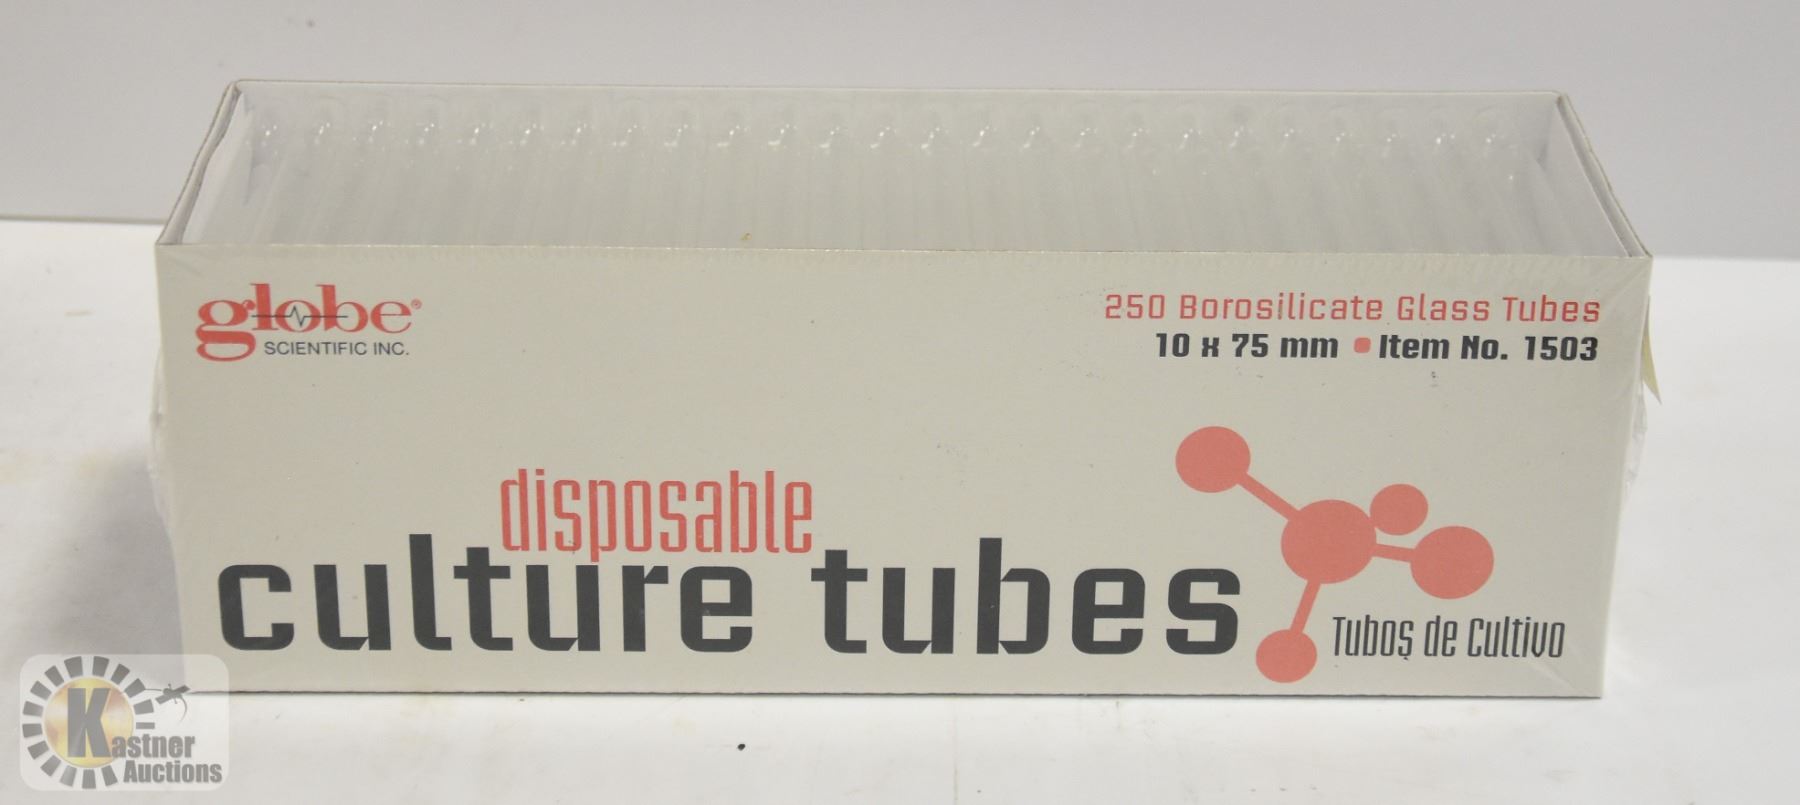 globe®
SCIENTIFIC INC.
250 Borosilicate Glass Tubes
10 x 75 mm • Item No. 1503
disposable
culture tubes
Tubos de Cultivo
Kastner
Auctions